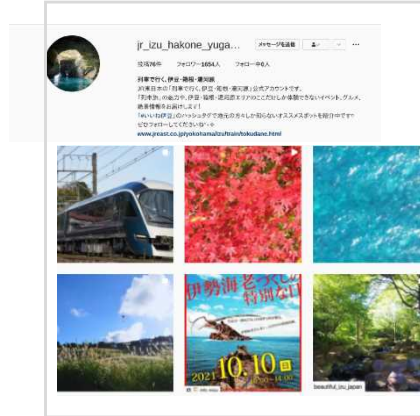 jr_izu_hakone_yuga...
メッセージを送信
投稿76件 フォロワー1654人 フォロー中0人
列車で行く、伊豆・箱根・湯河原
JR東日本の「列車で行く、伊豆・箱根・湯河原」公式アカウントです。
「列車旅」の魅力や、伊豆・箱根・湯河原エリアのここだけしか体験できないイベント、グルメ、
絶景情報をお届けします!
「#いいね伊豆」のハッシュタグで地元の方々しか知らないオススメスポットを紹介中です
ぜひフォローしてくださいね
www.jreast.co.jp/yokohama/izu/train/tokudane.html
伊勢海老づくしの
特別な日
2021 10.10 日
beautiful_izu_japan